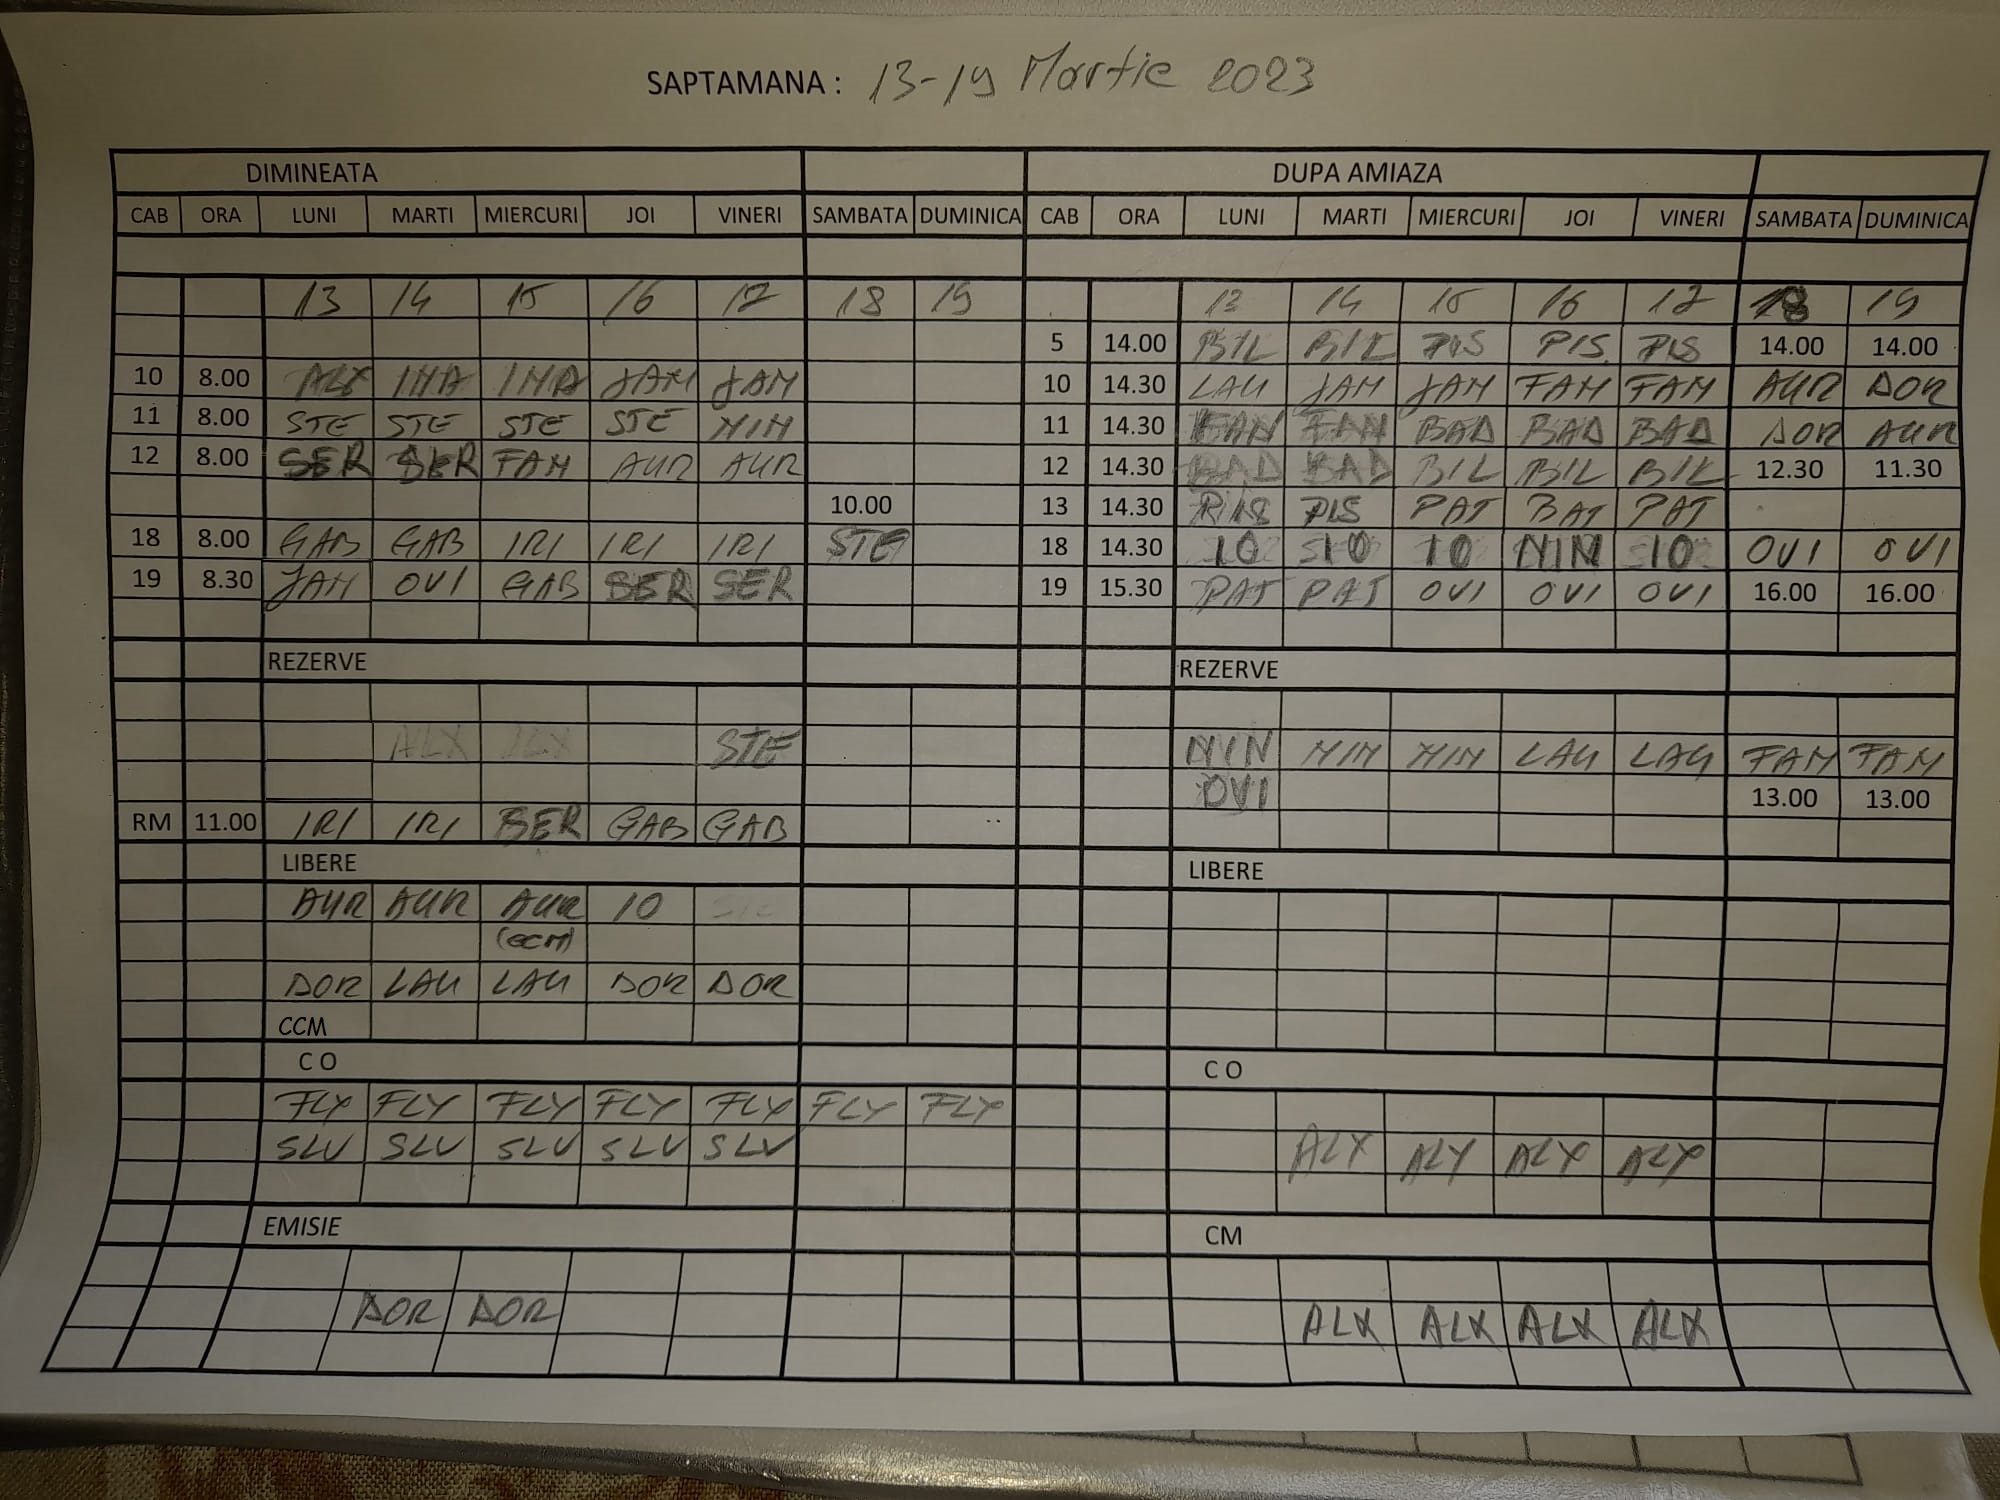 SAPTAMANA : 13-19 Martie 2023
DIMINEATA DUPA AMIAZA
CAB ORA LUNI MARTI MIERCURI JOI VINERI SAMBATA DUMINICA CAB ORA LUNI MARTI MIERCURI JOI VINERI SAMBATA DUMINICA
13 14 15 16 17 18 19 13 14 15 16 17 18 19
5 14.00 BIL BIL PIS PIS PIS 14.00 14.00
10 8.00 ALX INA INA JAM JAM 10 14.30 LAU JAM JAM FAM FAM AUR DOR
11 8.00 STE STE STE STE NIN 11 14.30 FAM FAM BAD BAD BAD DOR AUR
12 8.00 SER SER FAM AUR AUR 12 14.30 BAD BAD BIL BIL BIL 12.30 11.30
10.00 13 14.30 PIS PIS PAT PAT PAT
18 8.00 GAB GAB IRI IRI IRI STE 18 14.30 IO IO IO NIN IO OVI OVI
19 8.30 JAM OVI GAB SER SER 19 15.30 PAT PAT OVI OVI OVI 16.00 16.00
REZERVE REZERVE
ALX ALX STE NIN NIN NIN LAU LAU FAM FAM
OVI 13.00 13.00
RM 11.00 IRI IRI SER GAB GAB
LIBERE LIBERE
AUR AUR AUR IO
(CCM)
DOR LAU LAU DOR DOR
CCM
C O C O
FLY FLY FLY FLY FLY FLY FLY
SLV SLV SLV SLV SLV ALX ALX ALX ALX
EMISIE CM
DOR DOR ALX ALX ALX ALX